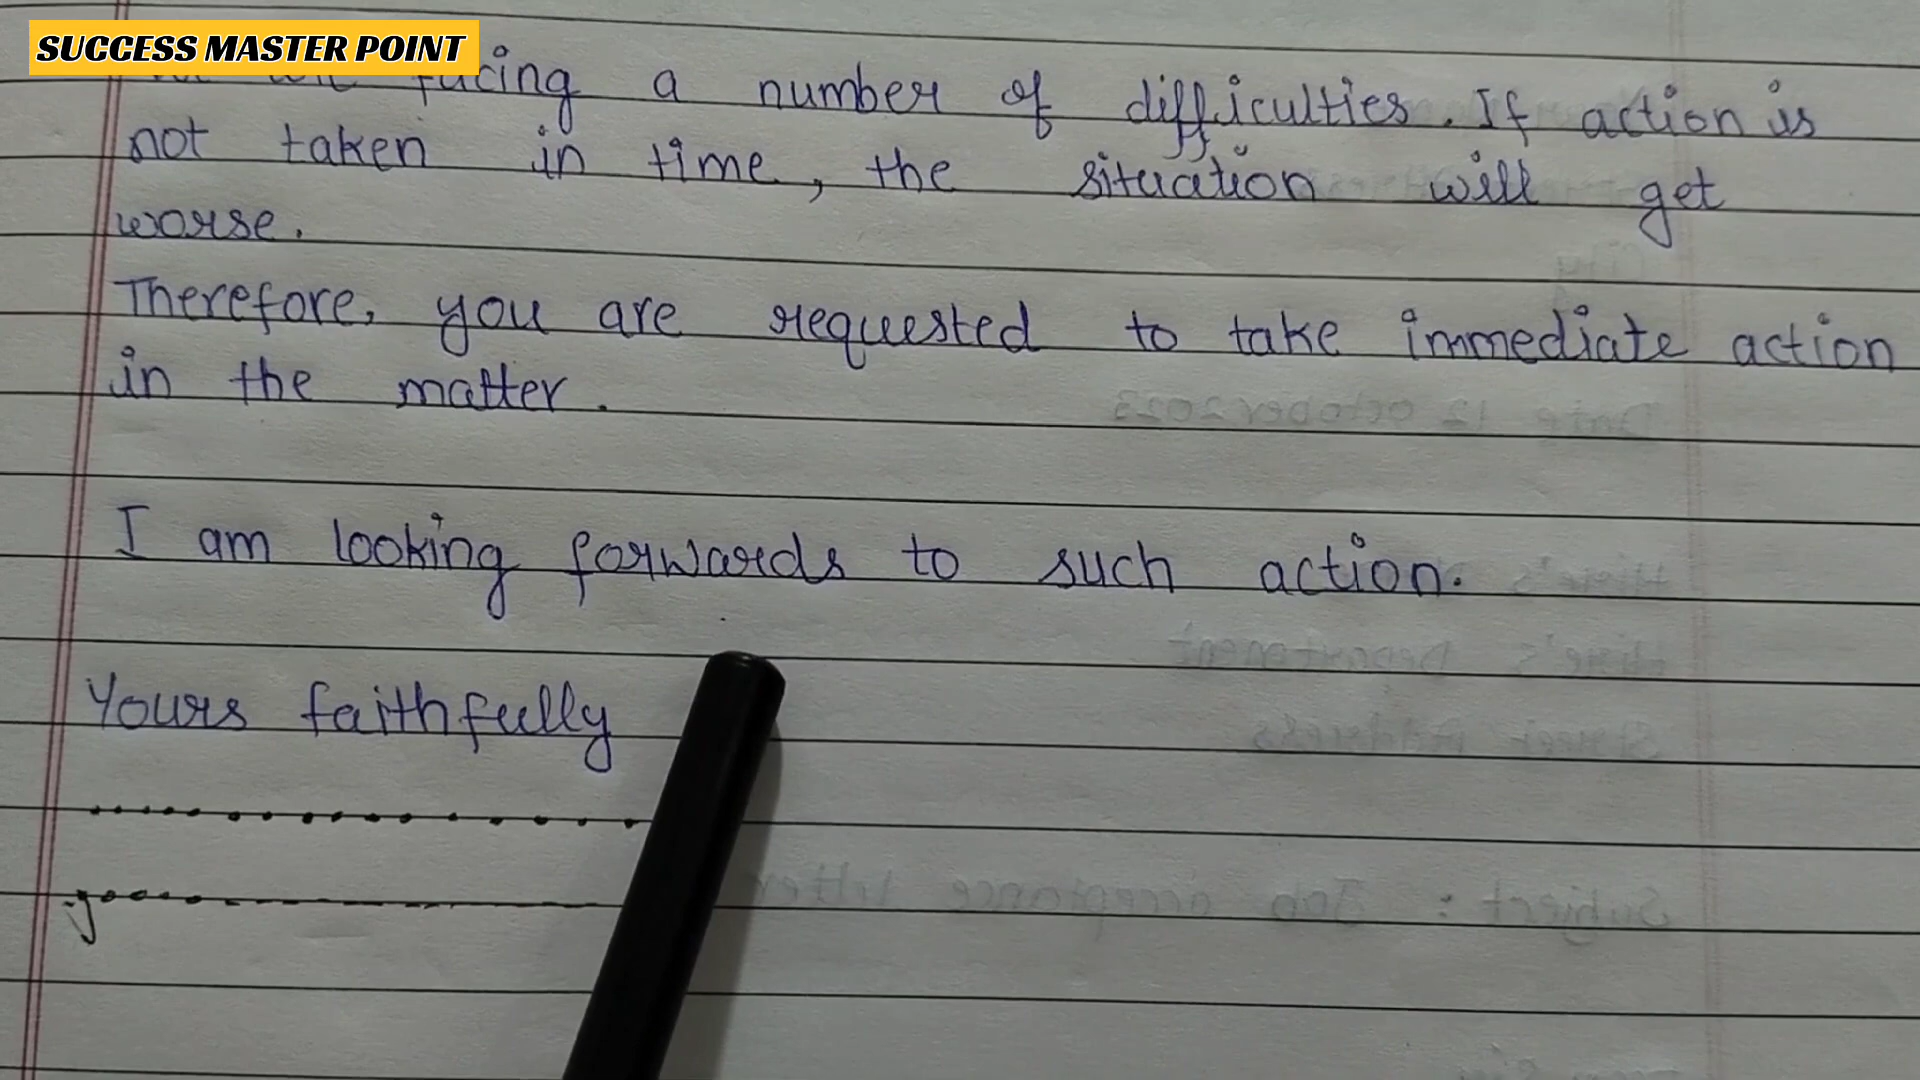 SUCCESS MASTER POINT
facing a number of difficulties. If action is
not taken in time, the situation will get
worse.
Therefore, you are requested to take immediate action
in the matter.
I am looking forwards to such action.
Yours faithfully